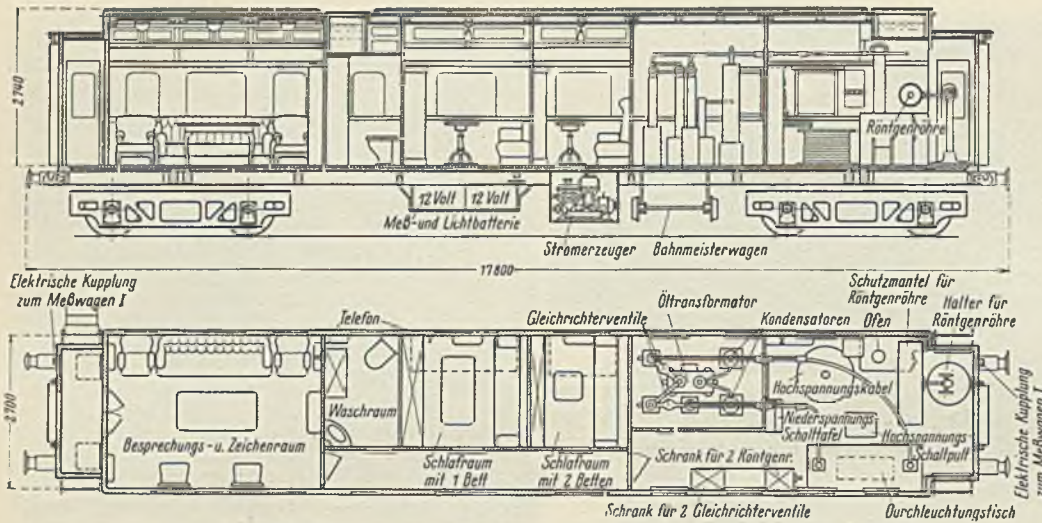 2740
Röntgenröhre
12 Volt 12 Volt
Meß- und Lichtbatterie
Stromerzeuger
Bahnmeisterwagen
17800
Elektrische Kupplung
zum Meßwagen I
Telefon
Gleichrichterventile
Öltransformator
Kondensatoren
Schutzmantel für
Röntgenröhre
Ofen
Halter für
Röntgenröhre
2700
Waschraum
Besprechungs- u. Zeichenraum
Schlafraum
mit 1 Bett
Schlafraum
mit 2 Betten
Hochspannungskabel
Niederspannungs-
Schalttafel
Hochspannungs-
Schaltpult
Schrank für 2 Röntgenr.
Schrank für 2 Gleichrichterventile
Durchleuchtungstisch
Elektrische Kupplung
zum Meßwagen I